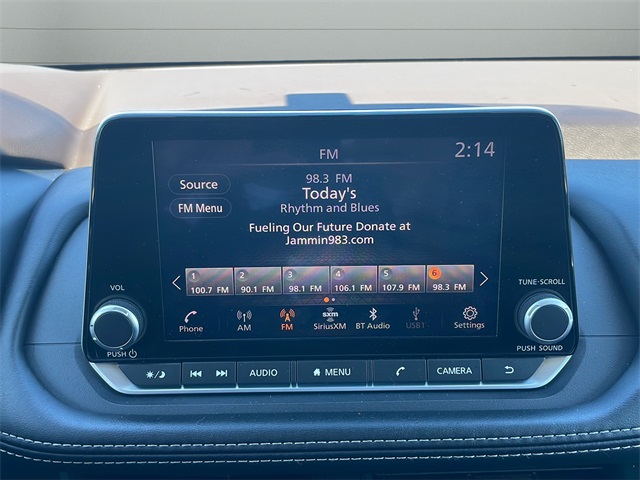 FM
2:14
98.3 FM
Source
Today's
Rhythm and Blues
FM Menu
Fueling Our Future Donate at
Jammin983.com
1 2 3 4 5 6
100.7 FM 90.1 FM 98.1 FM 106.1 FM 107.9 FM 98.3 FM
VOL
TUNE·SCROLL
sxm
Phone AM FM SiriusXM BT Audio USB1 Settings
PUSH
PUSH SOUND
AUDIO MENU CAMERA